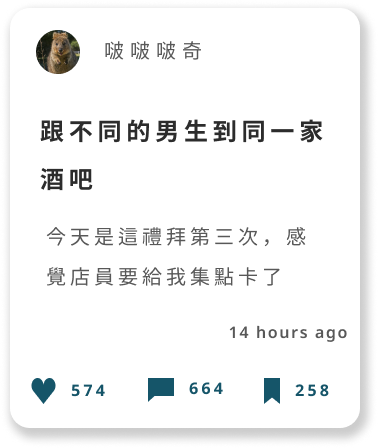 啵啵啵奇
跟不同的男生到同一家
酒吧
今天是這禮拜第三次，感
覺店員要給我集點卡了
14 hours ago
574 664 258